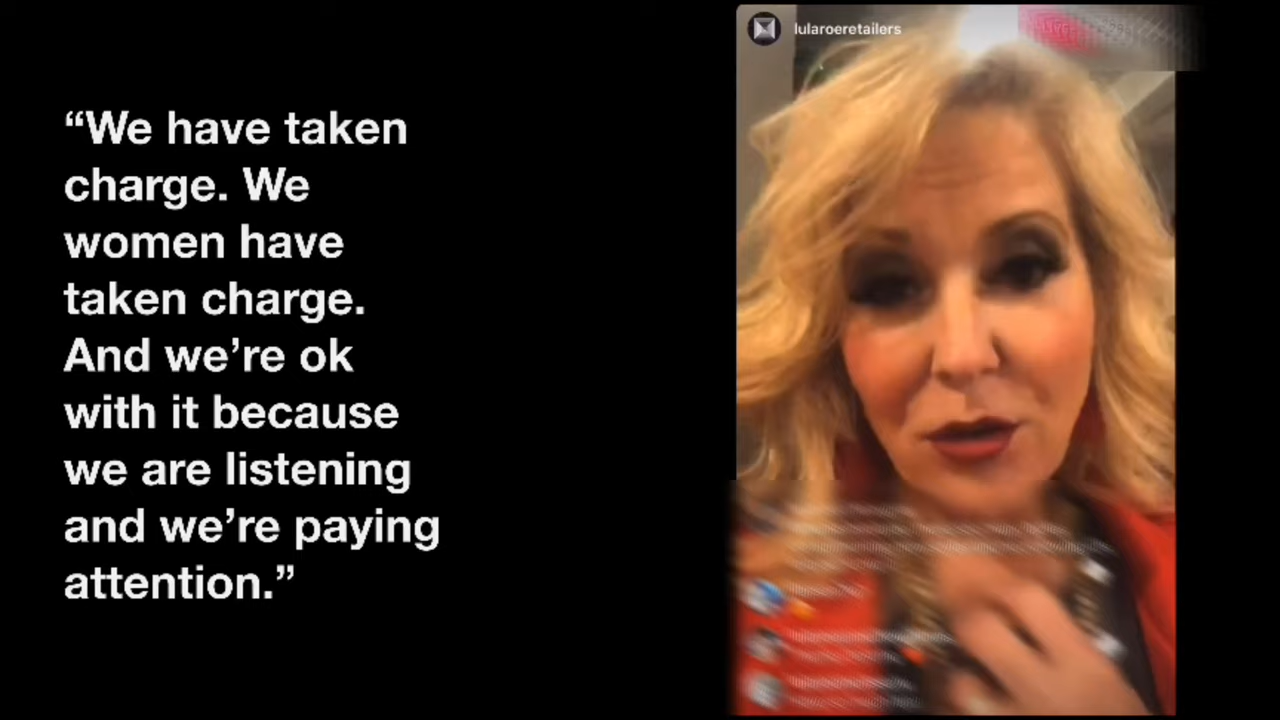 “We have taken
charge. We
women have
taken charge.
And we’re ok
with it because
we are listening
and we’re paying
attention.”
lularoeretailers